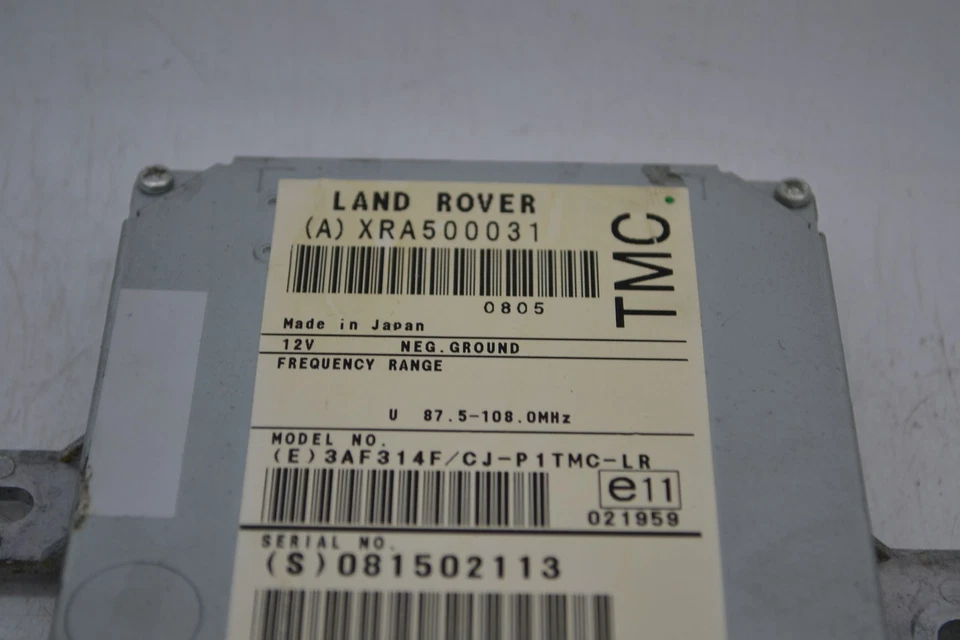 LAND ROVER
(A) XRA500031
TMC
0805
Made in Japan
12V NEG.GROUND
FREQUENCY RANGE
U 87.5-108.0MHz
MODEL NO.
(E)3AF314F/CJ-P1TMC-LR
e11
021959
SERIAL NO.
(S)081502113